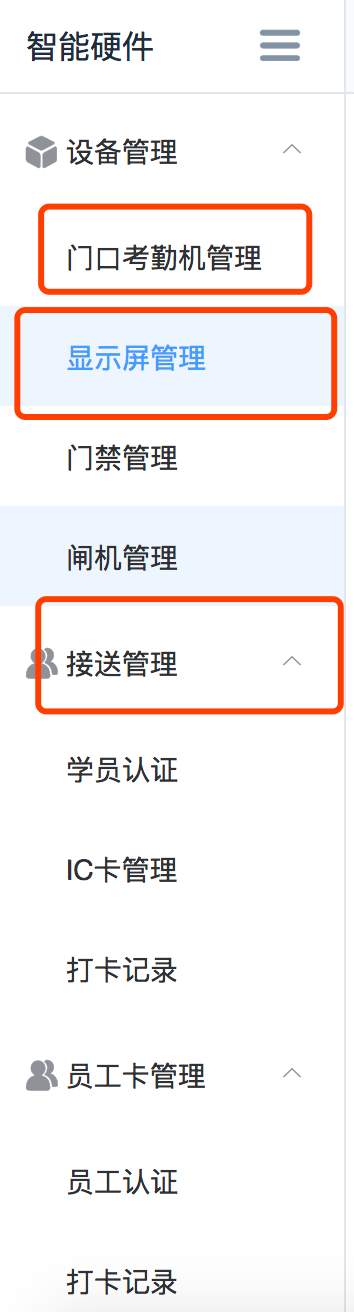 智能硬件
设备管理
门口考勤机管理
显示屏管理
门禁管理
闸机管理
接送管理
学员认证
IC卡管理
打卡记录
员工卡管理
员工认证
打卡记录